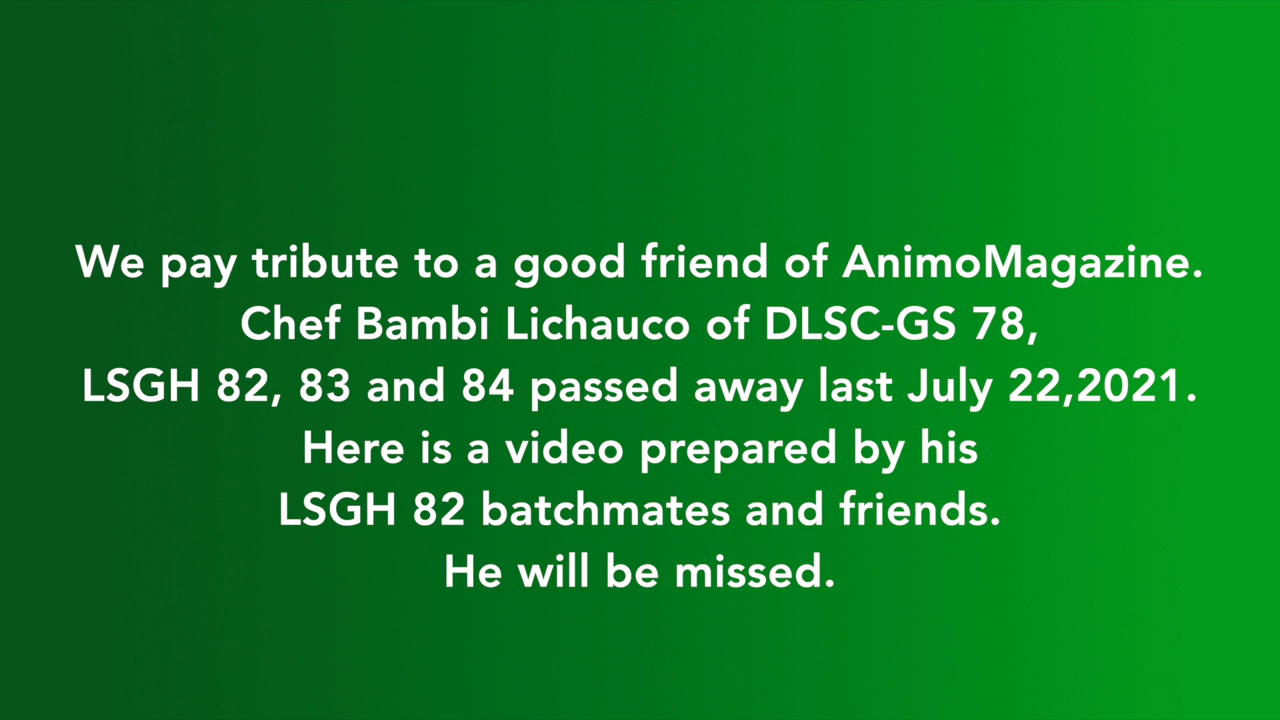 We pay tribute to a good friend of AnimoMagazine.
Chef Bambi Lichauco of DLSC-GS 78,
LSGH 82, 83 and 84 passed away last July 22,2021.
Here is a video prepared by his
LSGH 82 batchmates and friends.
He will be missed.